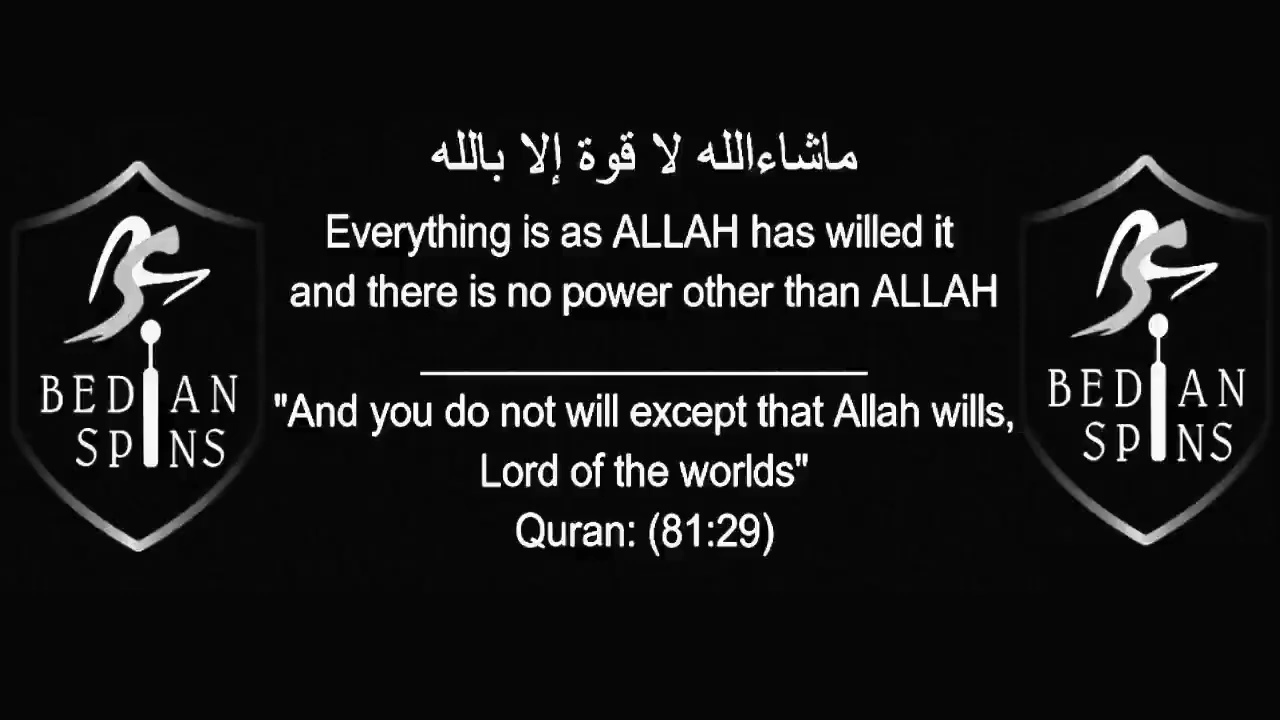 ماشاءالله لا قوة إلا بالله
Everything is as ALLAH has willed it
and there is no power other than ALLAH
"And you do not will except that Allah wills,
Lord of the worlds"
Quran: (81:29)
BEDIAN
SPINS
BEDIAN
SPINS